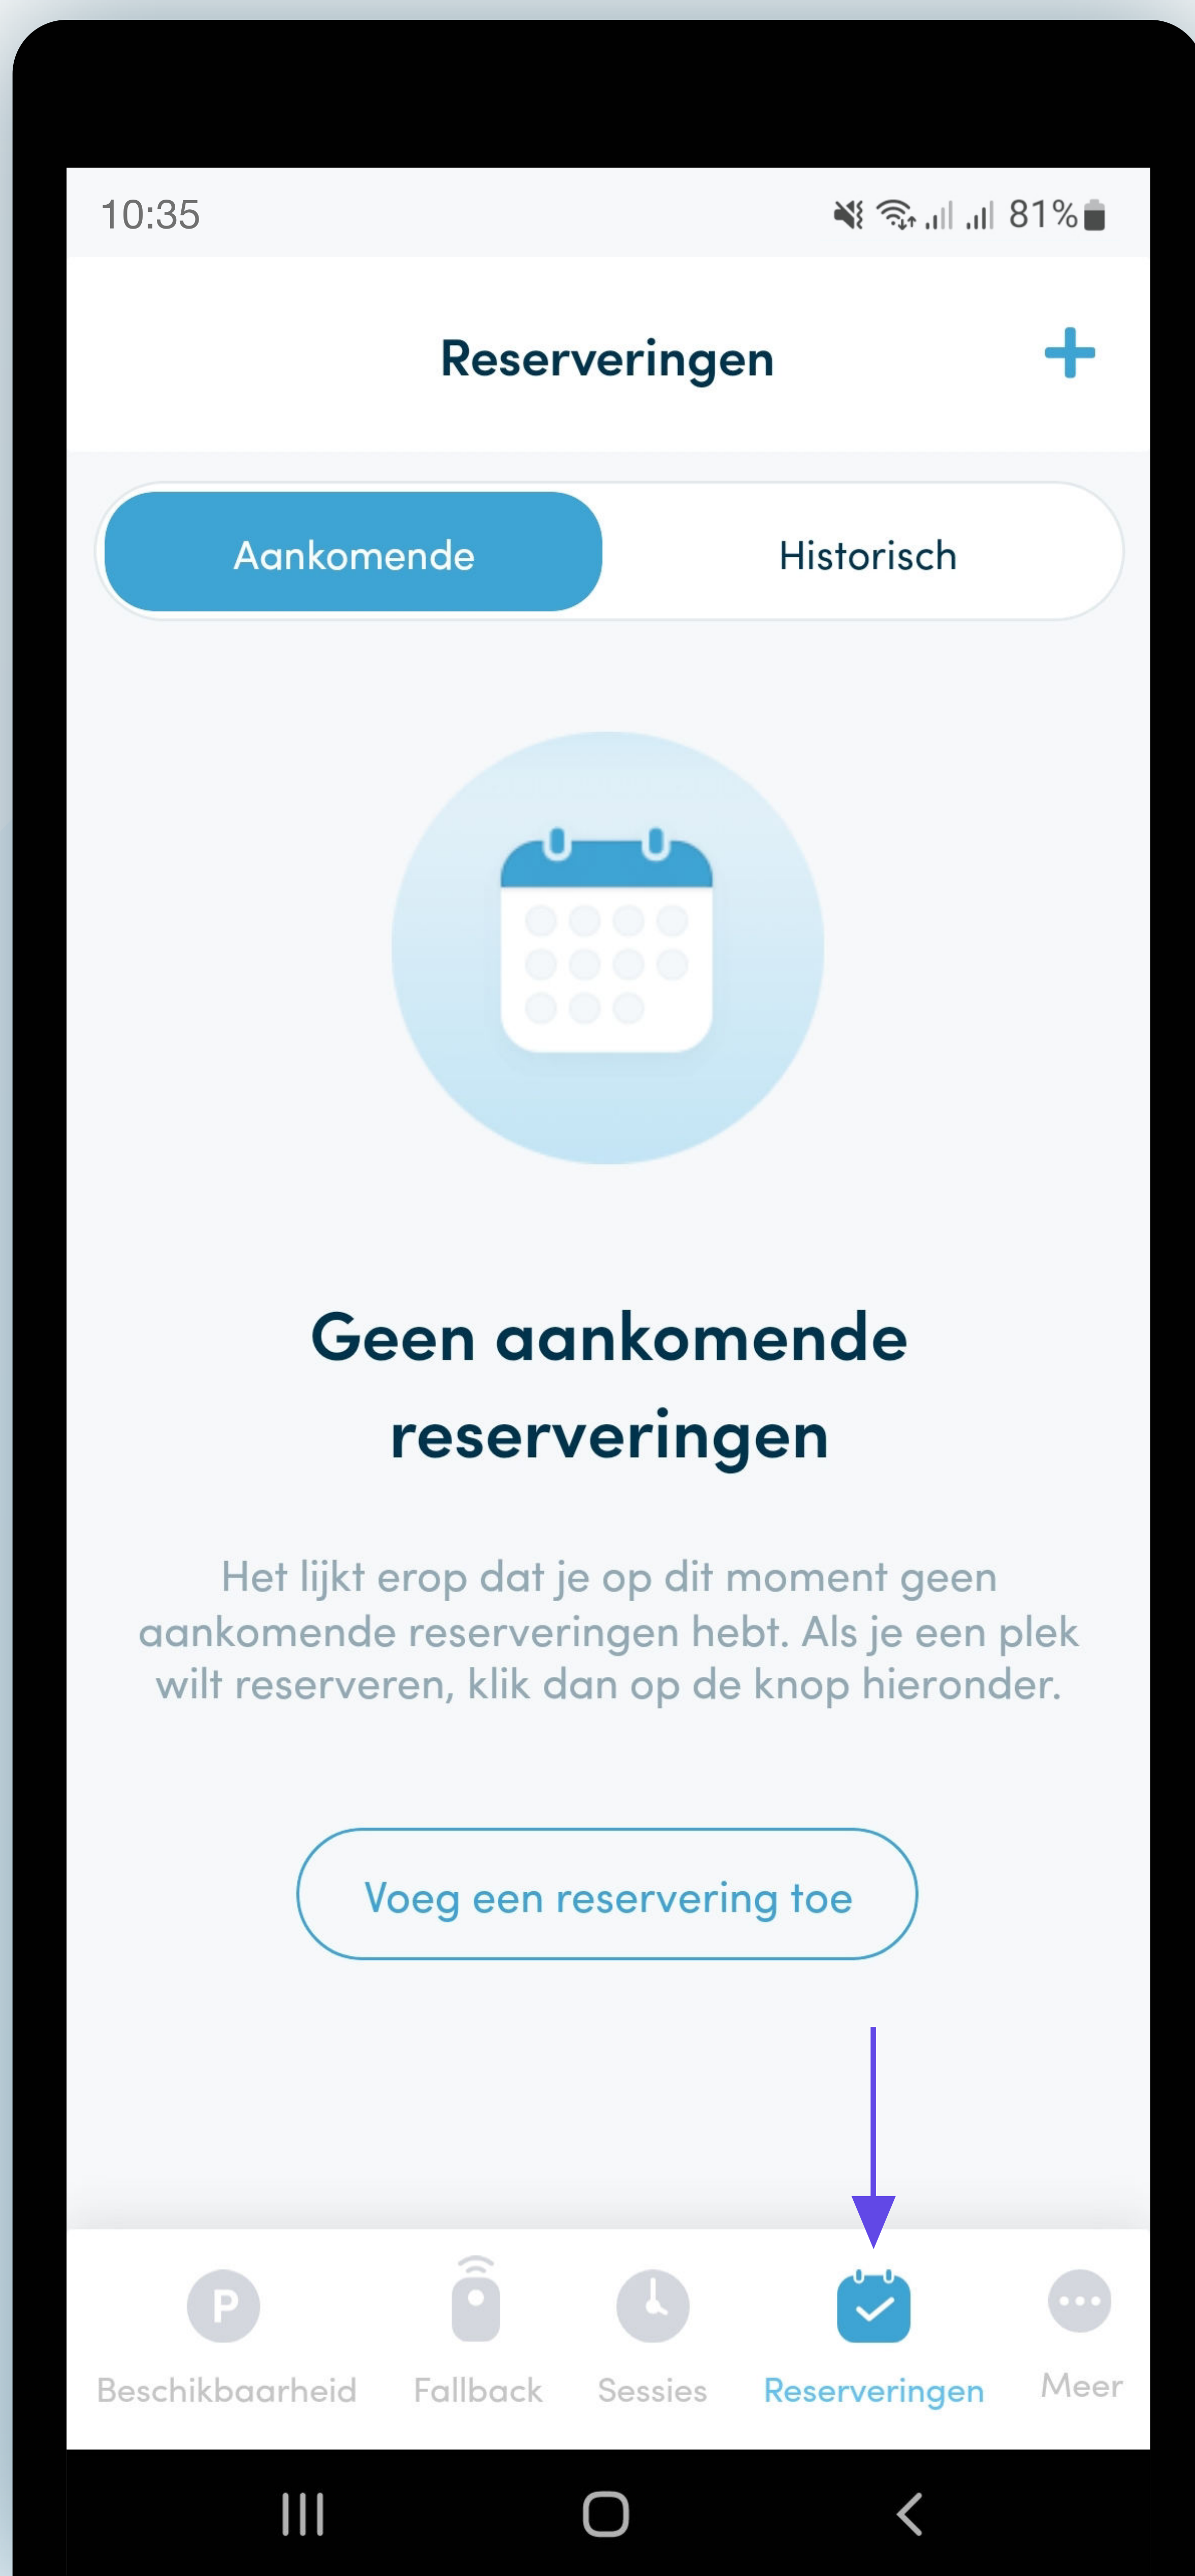 10:35
81%
Reserveringen
Aankomende
Historisch
Geen aankomende
reserveringen
Het lijkt erop dat je op dit moment geen
aankomende reserveringen hebt. Als je een plek
wilt reserveren, klik dan op de knop hieronder.
Voeg een reservering toe
P
Beschikbaarheid
Fallback
Sessies
Reserveringen
Meer